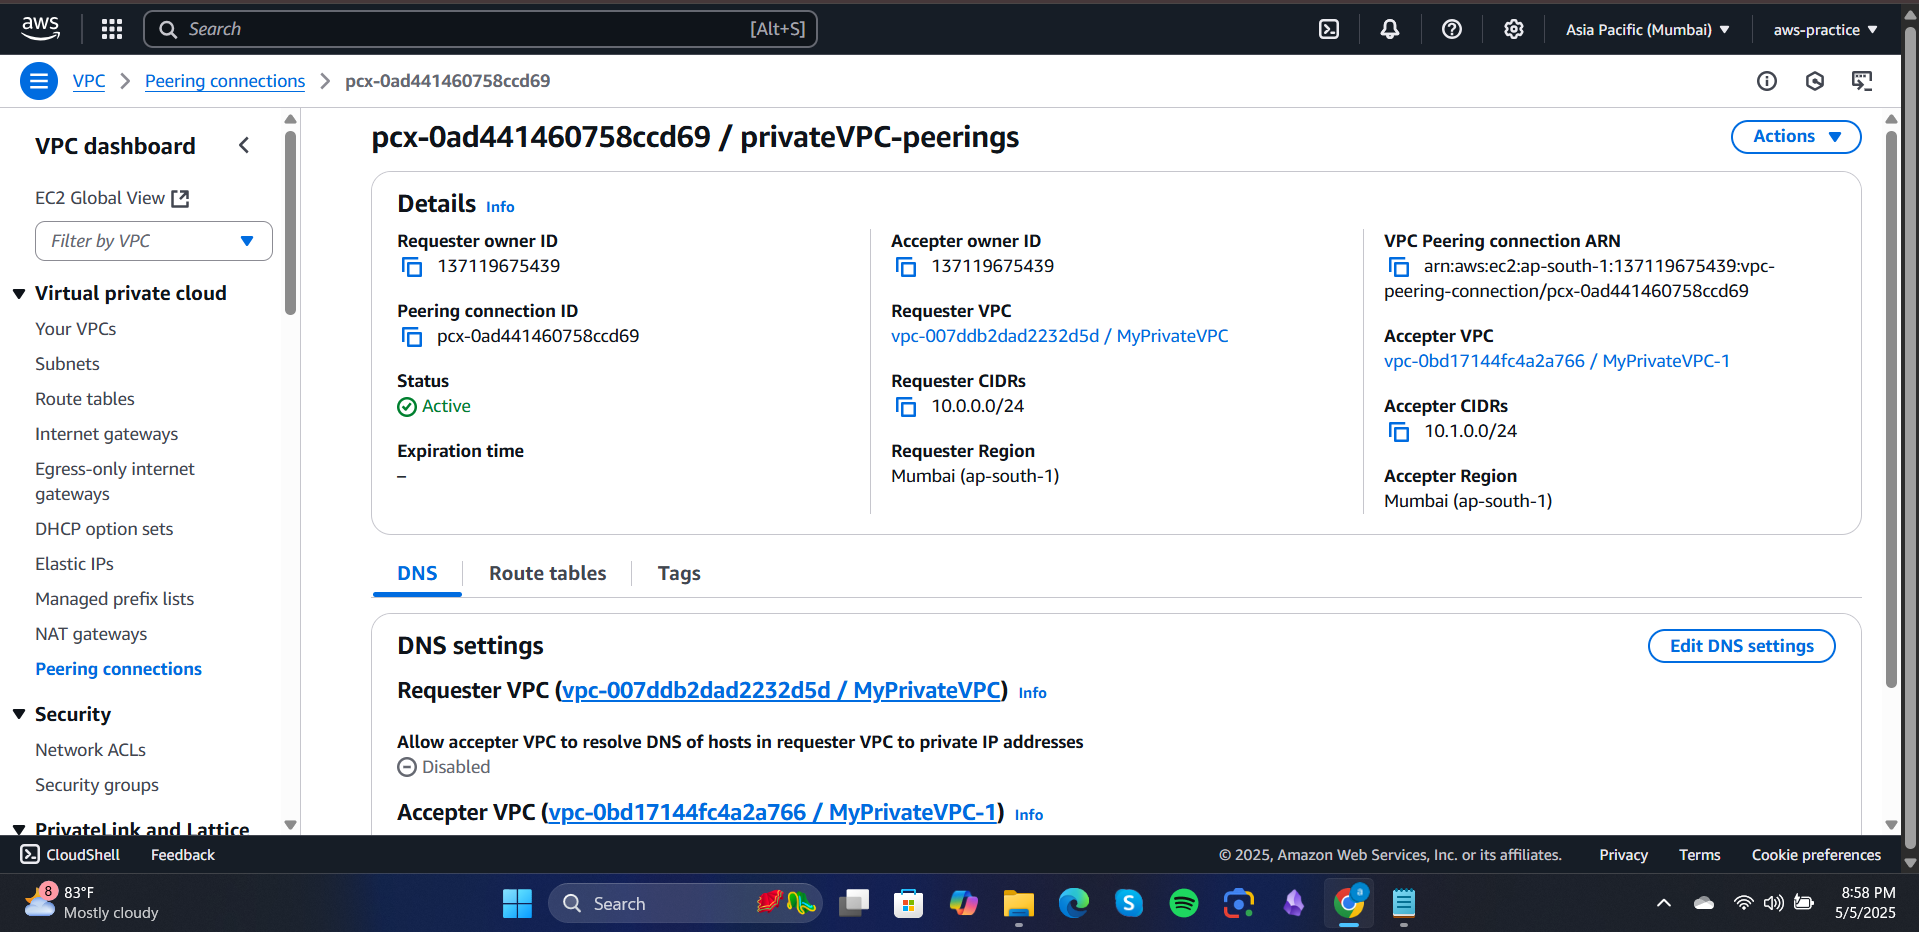 aws
Search [Alt+S]
Asia Pacific (Mumbai)
aws-practice
VPC
Peering connections
pcx-0ad441460758ccd69
VPC dashboard
EC2 Global View
Filter by VPC
Virtual private cloud
Your VPCs
Subnets
Route tables
Internet gateways
Egress-only internet
gateways
DHCP option sets
Elastic IPs
Managed prefix lists
NAT gateways
Peering connections
Security
Network ACLs
Security groups
PrivateLink and Lattice
pcx-0ad441460758ccd69 / privateVPC-peerings
Actions
Details Info
Requester owner ID
137119675439
Peering connection ID
pcx-0ad441460758ccd69
Status
Active
Expiration time
–
Accepter owner ID
137119675439
Requester VPC
vpc-007ddb2dad2232d5d / MyPrivateVPC
Requester CIDRs
10.0.0.0/24
Requester Region
Mumbai (ap-south-1)
VPC Peering connection ARN
arn:aws:ec2:ap-south-1:137119675439:vpc-
peering-connection/pcx-0ad441460758ccd69
Accepter VPC
vpc-0bd17144fc4a2a766 / MyPrivateVPC-1
Accepter CIDRs
10.1.0.0/24
Accepter Region
Mumbai (ap-south-1)
DNS
Route tables
Tags
DNS settings
Edit DNS settings
Requester VPC (vpc-007ddb2dad2232d5d / MyPrivateVPC) Info
Allow accepter VPC to resolve DNS of hosts in requester VPC to private IP addresses
Disabled
Accepter VPC (vpc-0bd17144fc4a2a766 / MyPrivateVPC-1) Info
CloudShell
Feedback
© 2025, Amazon Web Services, Inc. or its affiliates.
Privacy
Terms
Cookie preferences
8
83°F
Mostly cloudy
Search
S
a
8:58 PM
5/5/2025